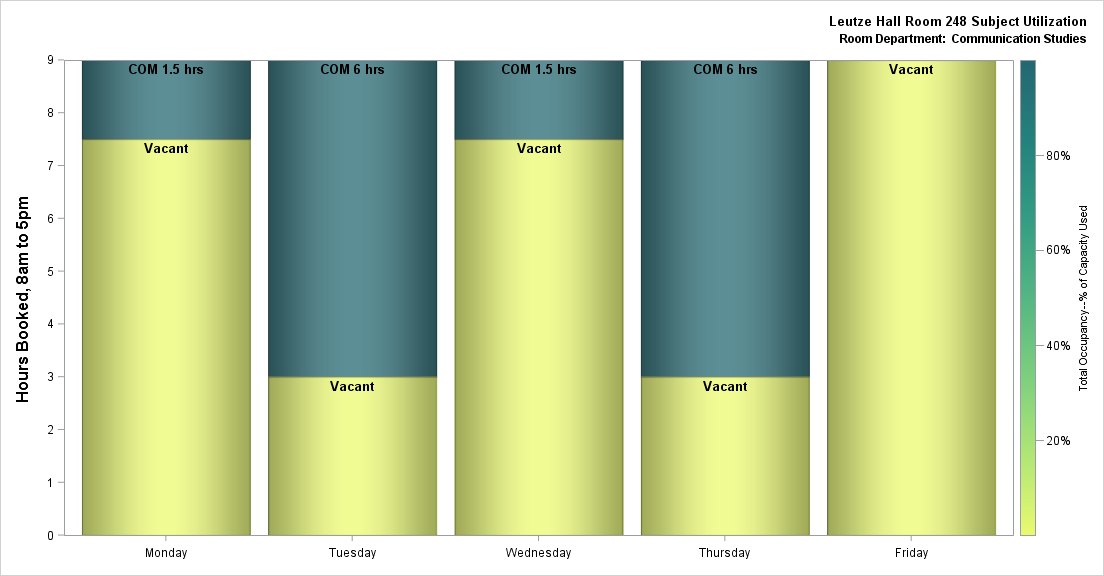 Leutze Hall Room 248 Subject Utilization
Room Department: Communication Studies
Hours Booked, 8am to 5pm
9
8
7
6
5
4
3
2
1
0
COM 1.5 hrs
Vacant
COM 6 hrs
Vacant
COM 1.5 hrs
Vacant
COM 6 hrs
Vacant
Vacant
Monday
Tuesday
Wednesday
Thursday
Friday
80%
60%
40%
20%
Total Occupancy--% of Capacity Used